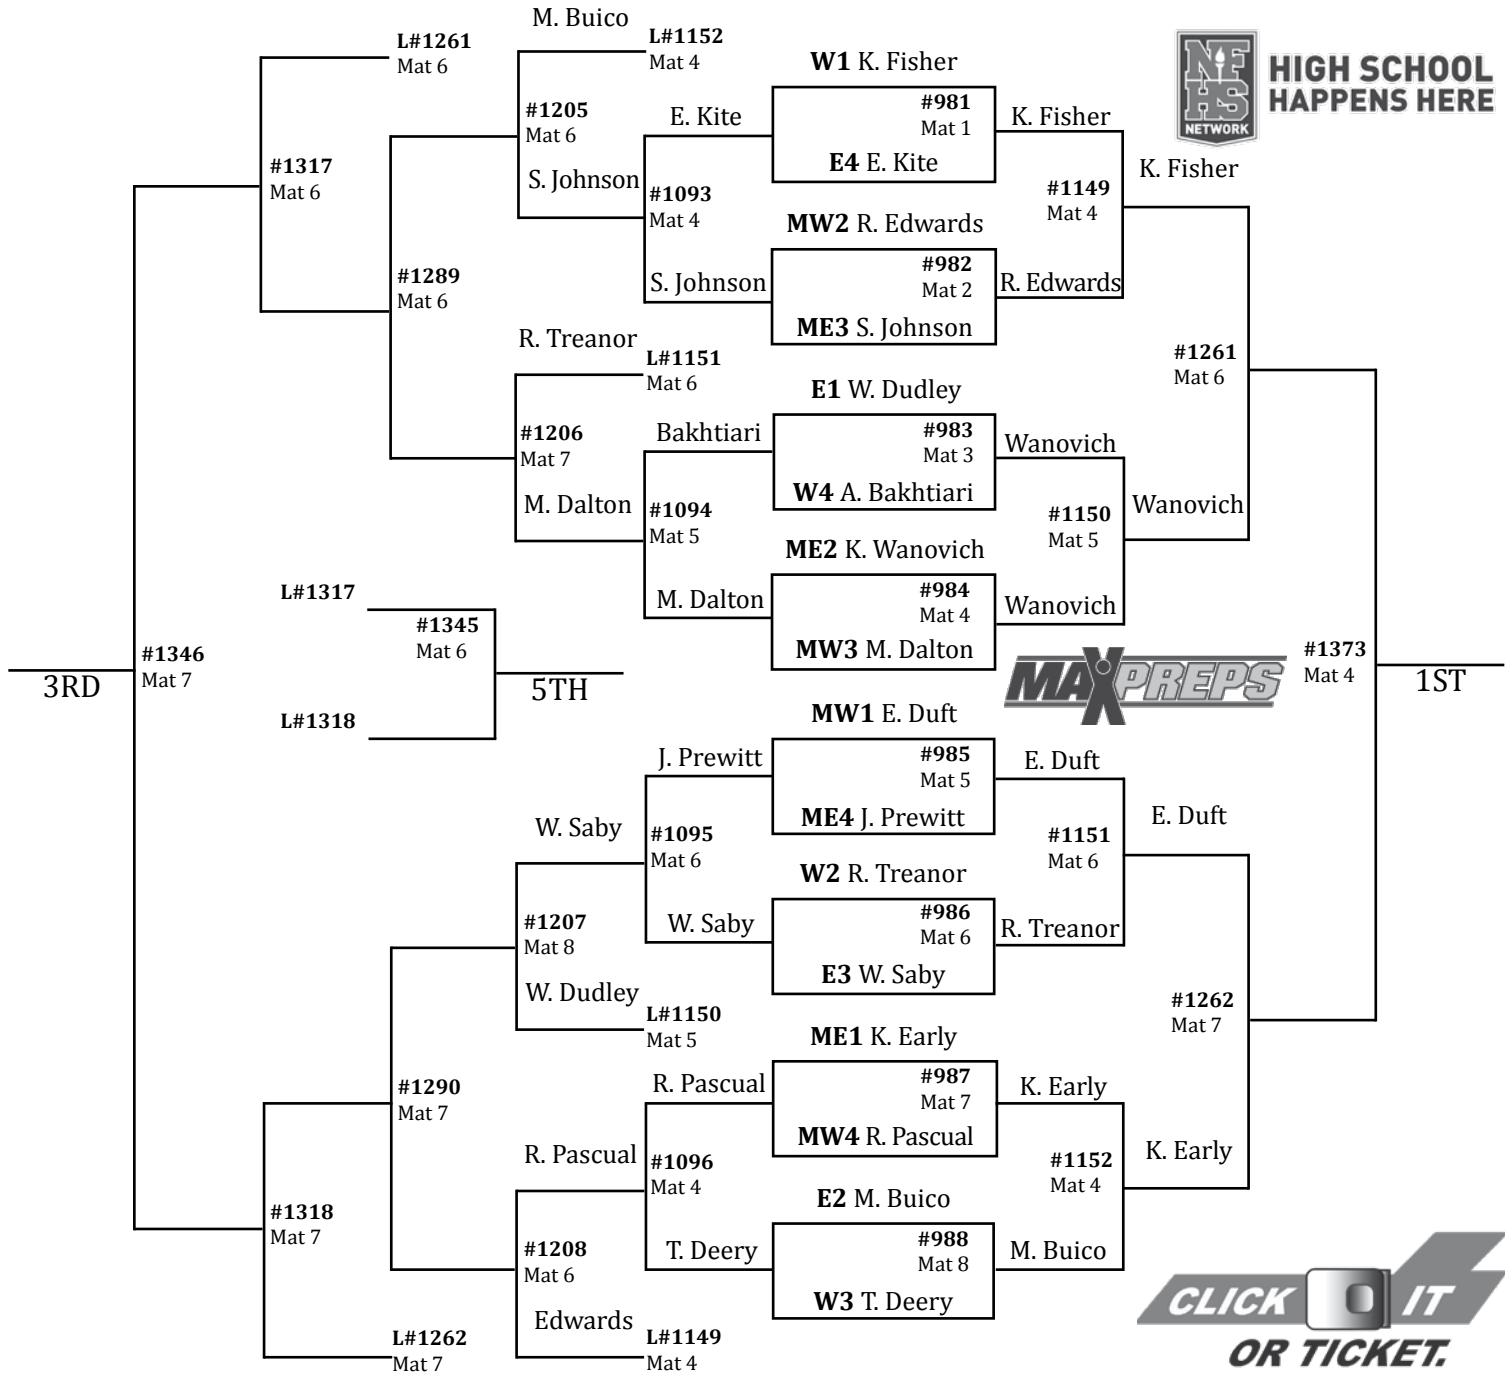 M. Buico
L#1261
Mat 6
L#1152
Mat 4
W1 K. Fisher
NFHS
NETWORK
HIGH SCHOOL
HAPPENS HERE
#1205
Mat 6
E. Kite
#981
Mat 1
K. Fisher
E4 E. Kite
K. Fisher
#1317
Mat 6
S. Johnson
#1093
Mat 4
#1149
Mat 4
MW2 R. Edwards
#1289
Mat 6
S. Johnson
#982
Mat 2
R. Edwards
ME3 S. Johnson
R. Treanor
L#1151
Mat 6
#1261
Mat 6
E1 W. Dudley
#1206
Mat 7
Bakhtiari
#983
Mat 3
Wanovich
W4 A. Bakhtiari
M. Dalton
#1094
Mat 5
#1150
Mat 5
Wanovich
ME2 K. Wanovich
L#1317
M. Dalton
#984
Mat 4
Wanovich
#1345
Mat 6
MW3 M. Dalton
#1346
Mat 7
3RD
5TH
MAXPREPS
#1373
Mat 4
1ST
L#1318
MW1 E. Duft
J. Prewitt
#985
Mat 5
E. Duft
ME4 J. Prewitt
W. Saby
#1095
Mat 6
#1151
Mat 6
E. Duft
W2 R. Treanor
#1207
Mat 8
W. Saby
#986
Mat 6
R. Treanor
E3 W. Saby
W. Dudley
L#1150
Mat 5
#1262
Mat 7
ME1 K. Early
#1290
Mat 7
R. Pascual
#987
Mat 7
K. Early
MW4 R. Pascual
R. Pascual
#1096
Mat 4
#1152
Mat 4
K. Early
E2 M. Buico
#1318
Mat 7
#1208
Mat 6
T. Deery
#988
Mat 8
M. Buico
W3 T. Deery
Edwards
L#1262
Mat 7
L#1149
Mat 4
CLICK IT
OR TICKET.